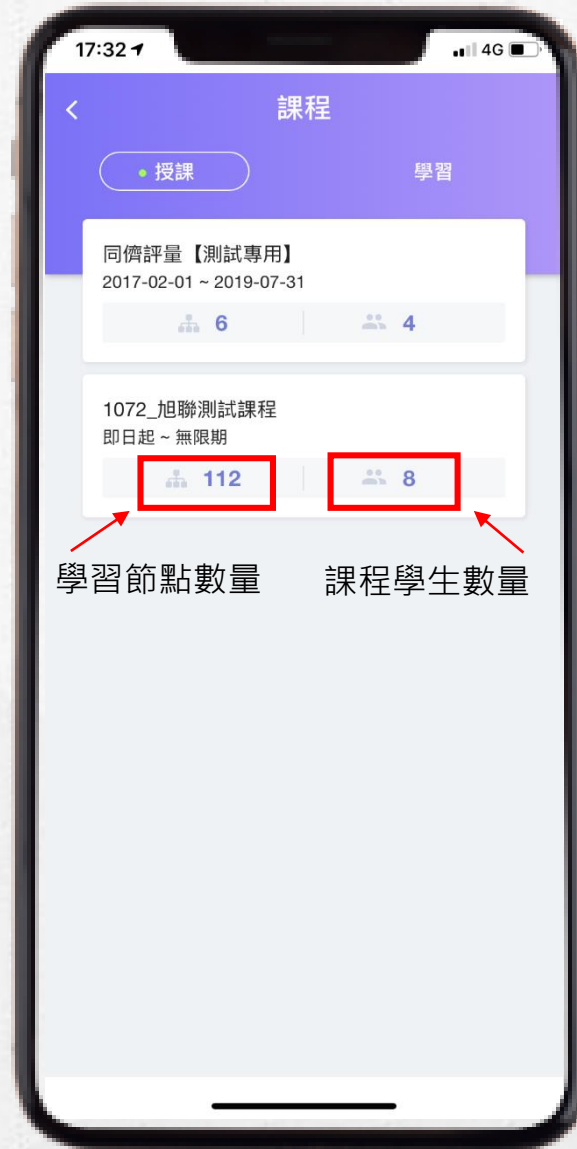 17:32 4G
課程
授課 學習
同儕評量【測試專用】
2017-02-01 ~ 2019-07-31
6 4
1072_旭聯測試課程
即日起 ~ 無限期
112 8
學習節點數量 課程學生數量